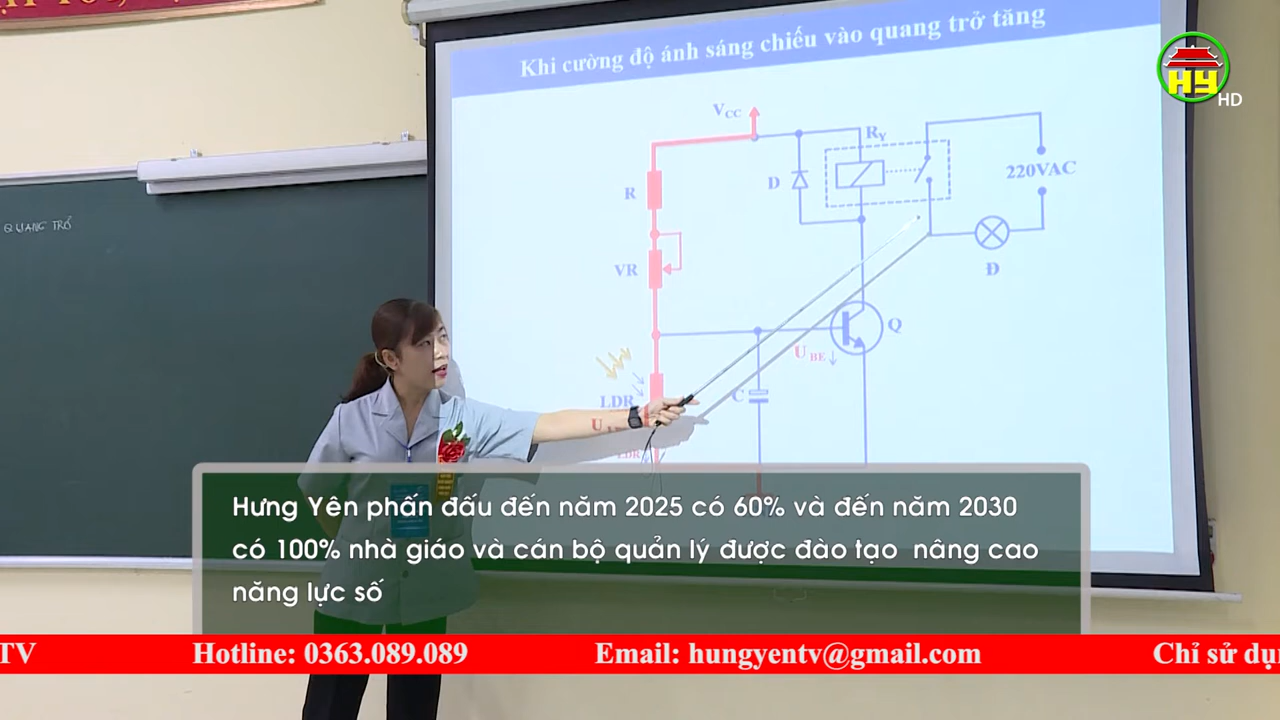 Khi cường độ ánh sáng chiếu vào quang trở tăng
HY
HD
VCC
RY
D
220VAC
R
QUANG TRỞ
VR
Đ
Q
UBE
LDR
C
U
LDR
Hưng Yên phấn đấu đến năm 2025 có 60% và đến năm 2030
có 100% nhà giáo và cán bộ quản lý được đào tạo nâng cao
năng lực số
TV Hotline: 0363.089.089 Email: hungyentv@gmail.com Chỉ sử dụn